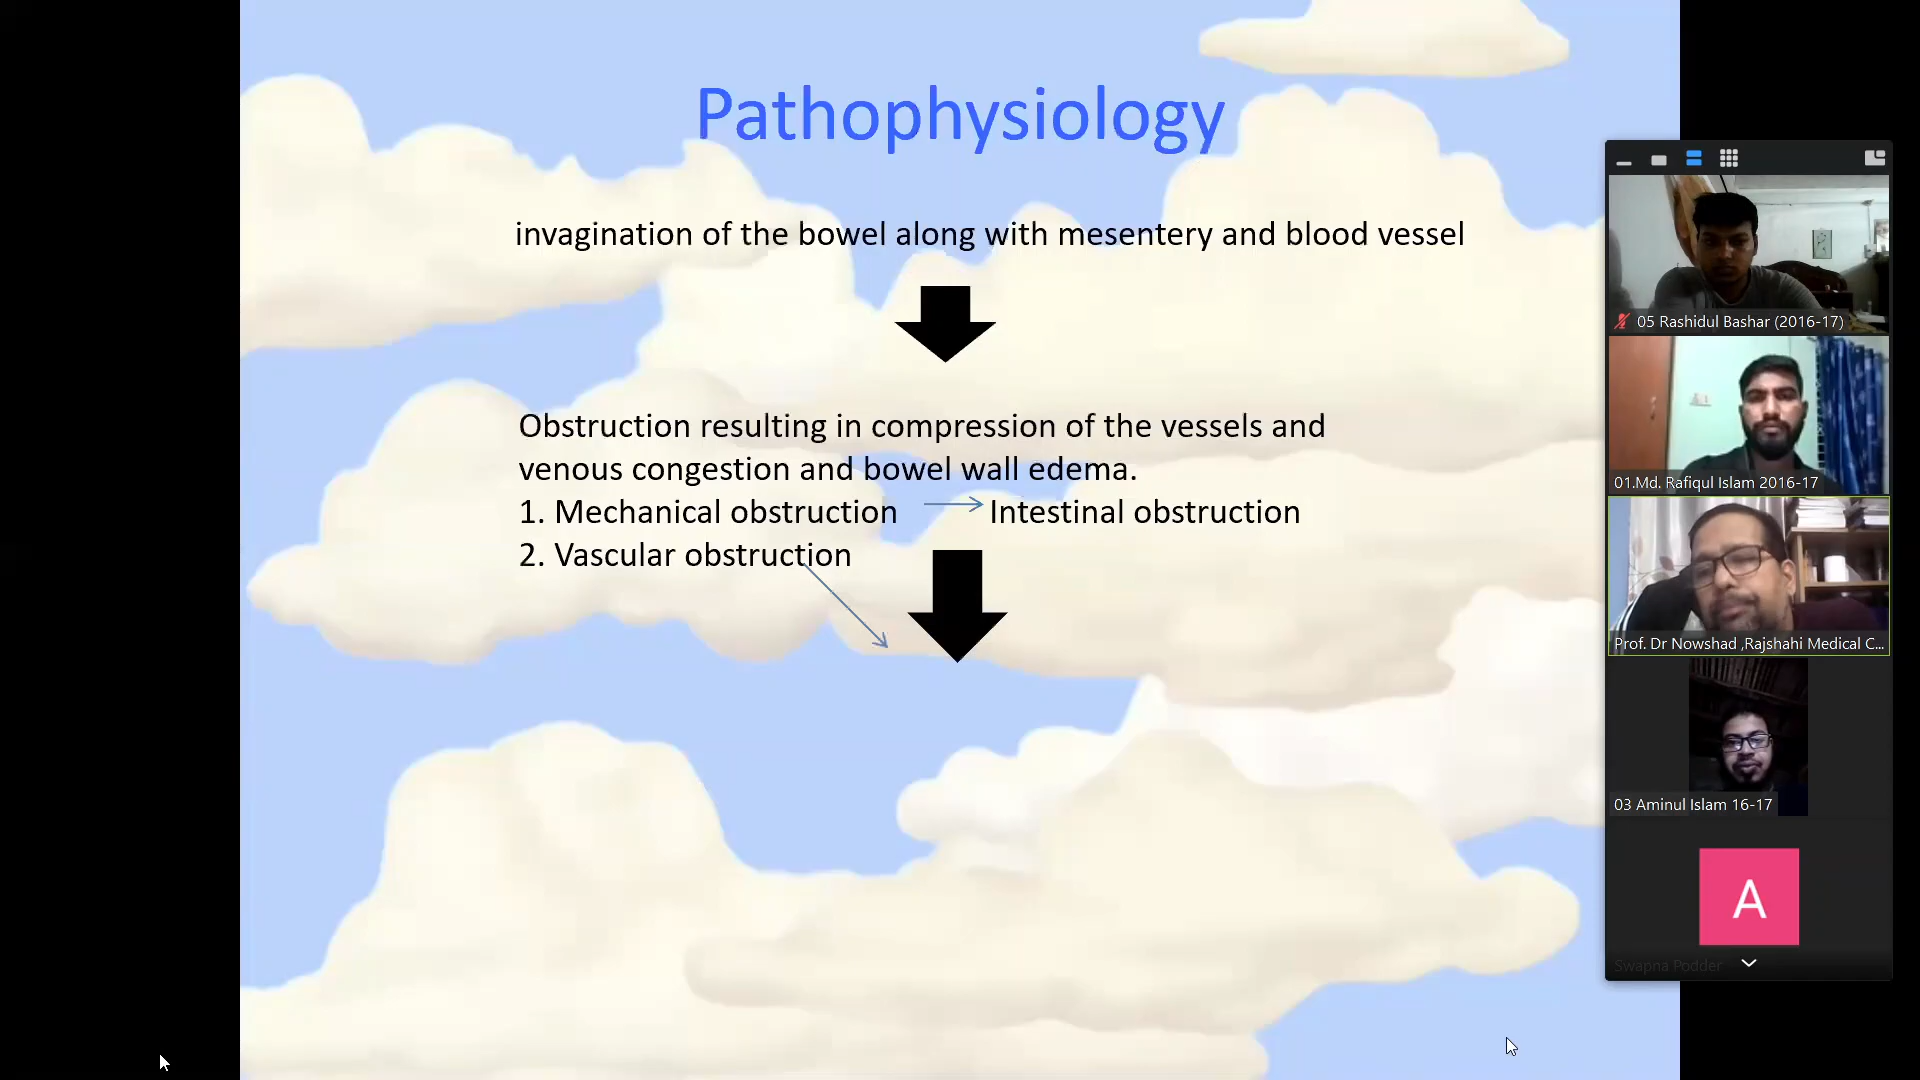 Pathophysiology
invagination of the bowel along with mesentery and blood vessel
Obstruction resulting in compression of the vessels and
venous congestion and bowel wall edema.
1. Mechanical obstruction Intestinal obstruction
2. Vascular obstruction
05 Rashidul Bashar (2016-17)
01.Md. Rafiqul Islam 2016-17
Prof. Dr Nowshad ,Rajshahi Medical C...
03 Aminul Islam 16-17
A
Swapna Podder